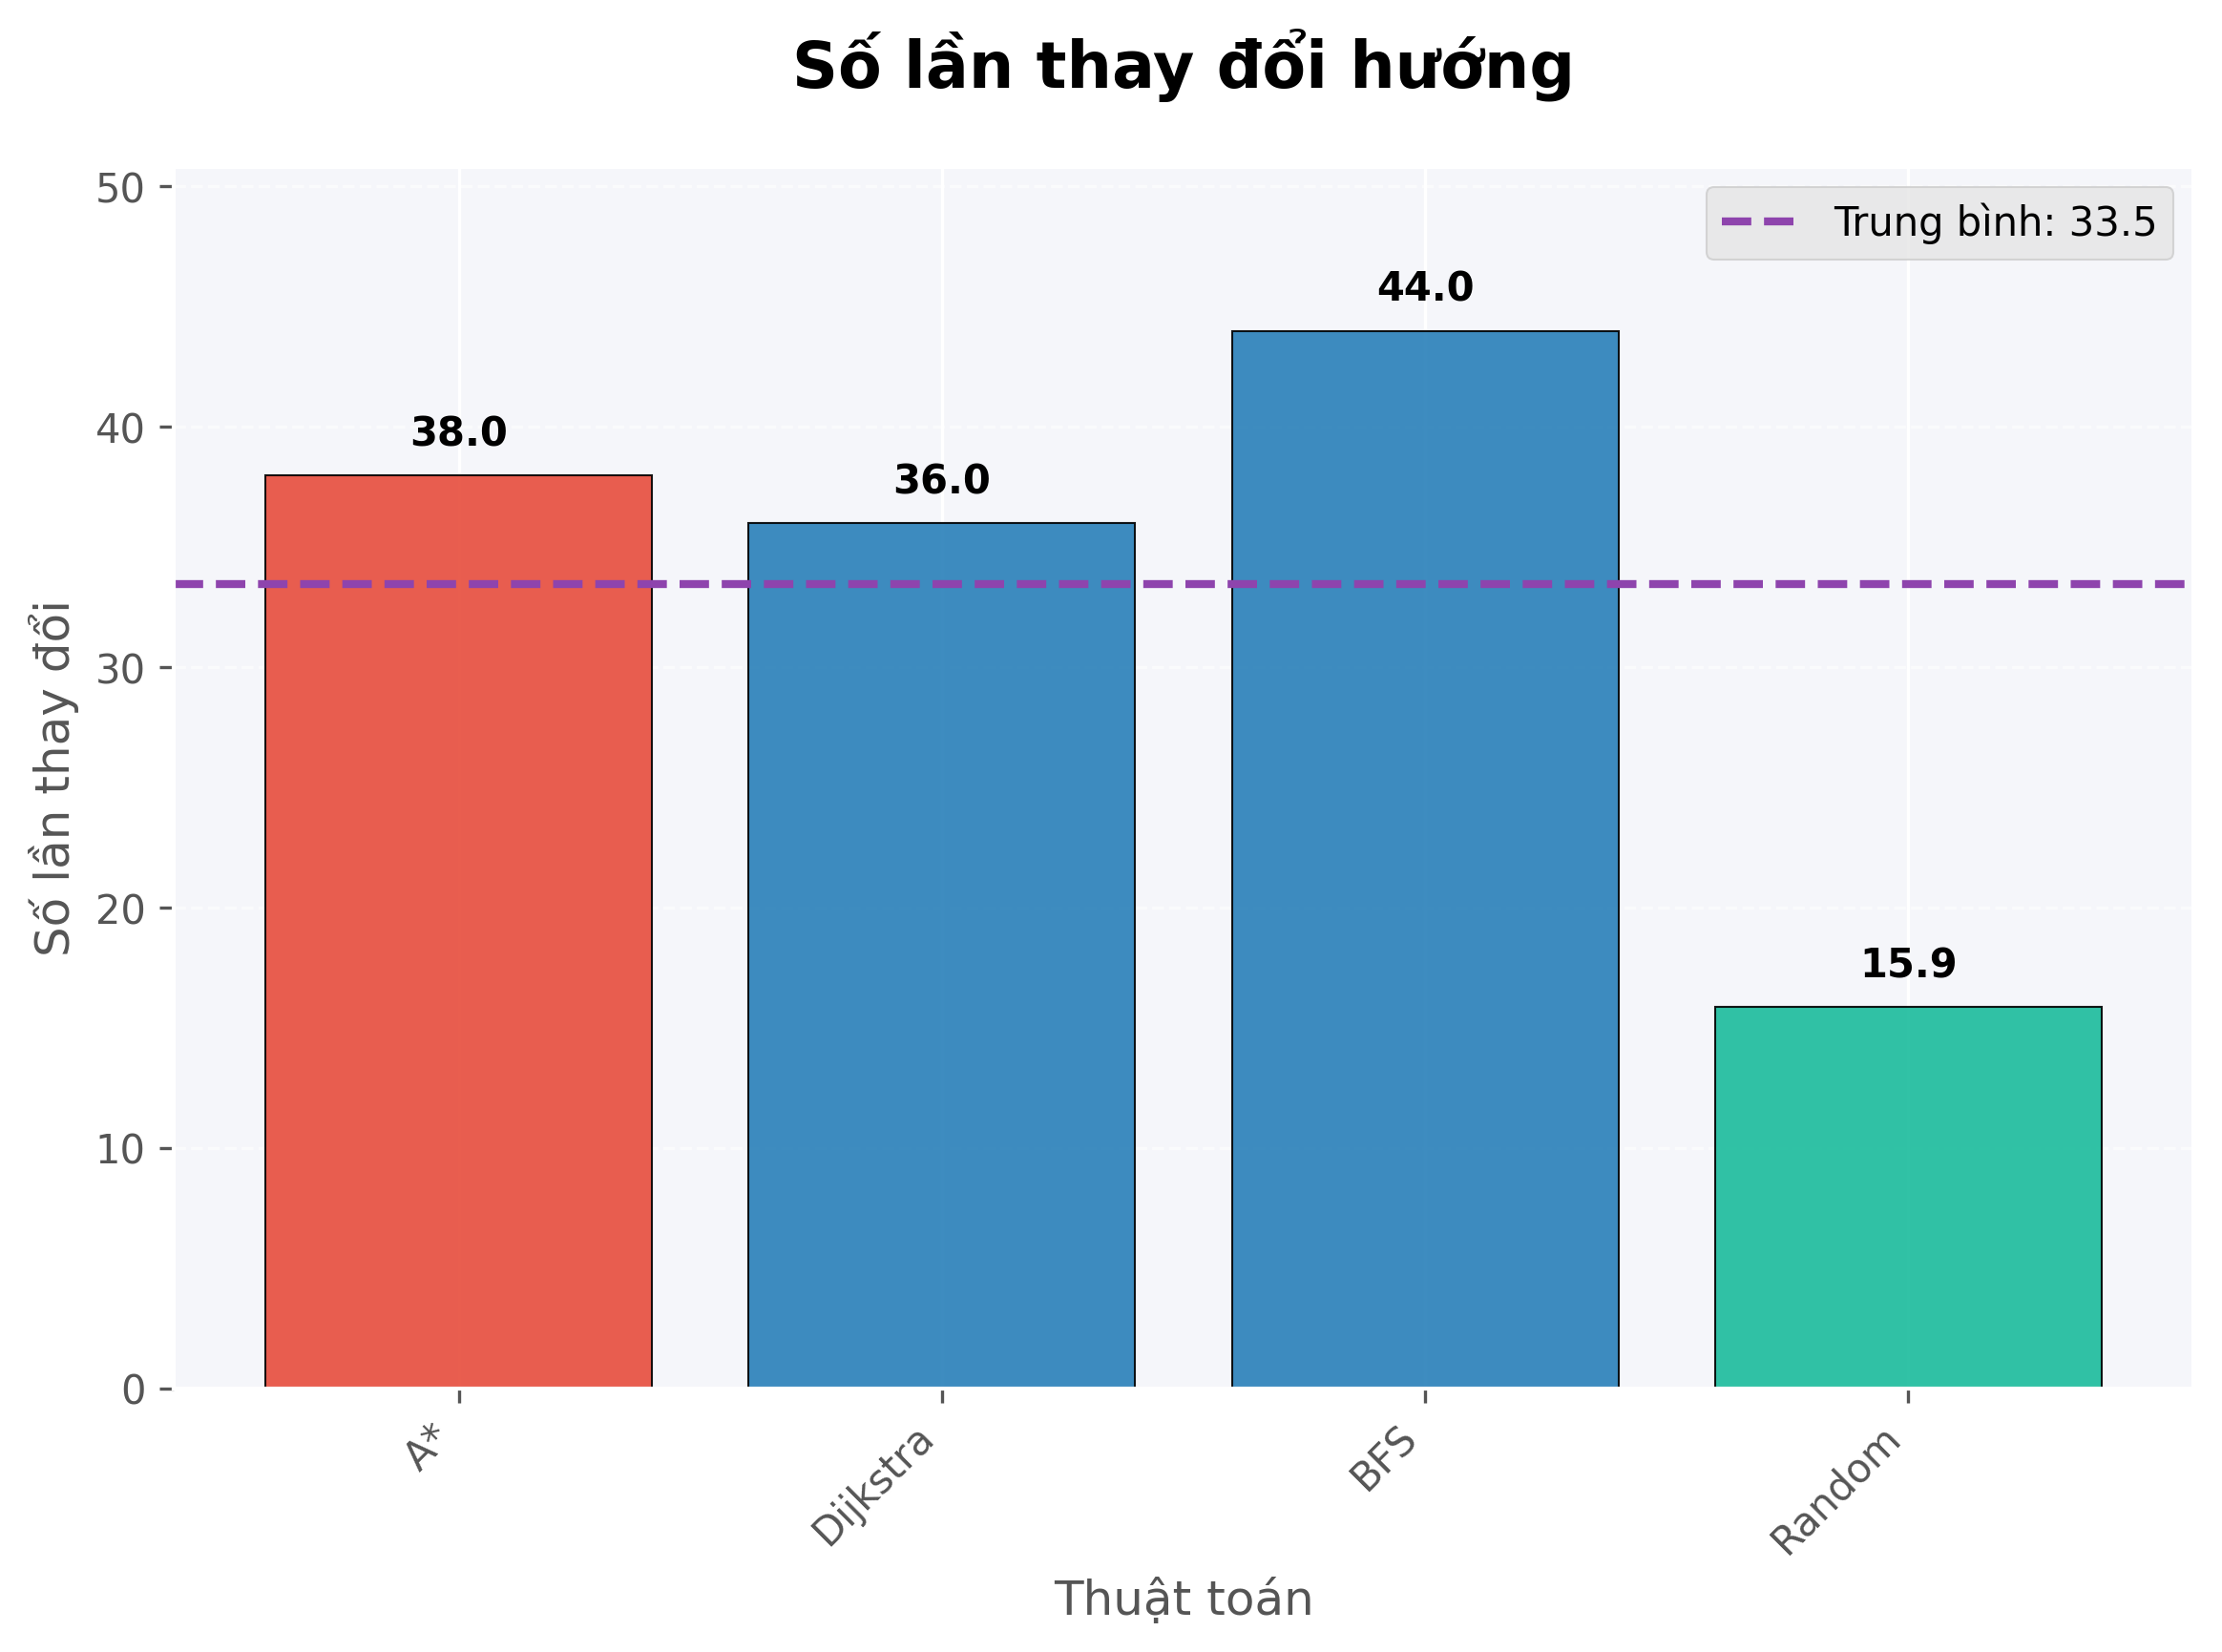 Số lần thay đổi hướng
Trung bình: 33.5
50
40
30
20
10
0
Số lần thay đổi
38.0
36.0
44.0
15.9
A*
Dijkstra
BFS
Random
Thuật toán